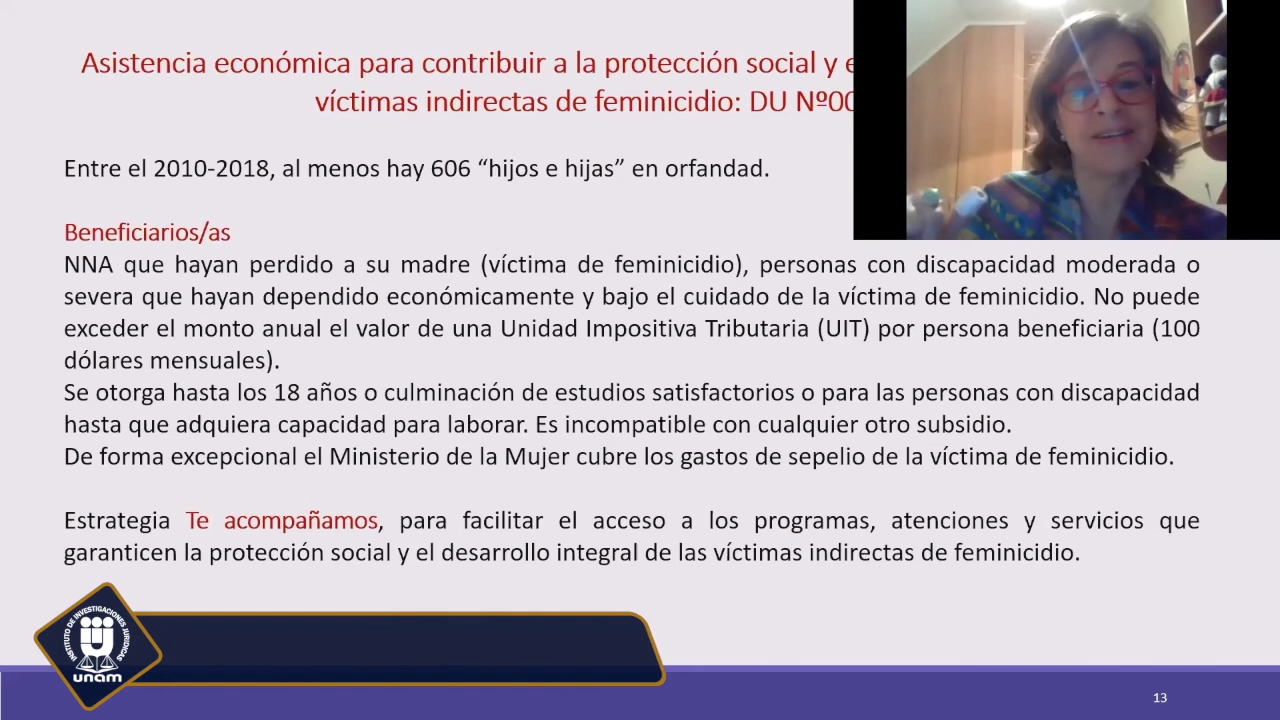 Asistencia económica para contribuir a la protección social y
víctimas indirectas de feminicidio: DU Nº00
Entre el 2010-2018, al menos hay 606 “hijos e hijas” en orfandad.
Beneficiarios/as
NNA que hayan perdido a su madre (víctima de feminicidio), personas con discapacidad moderada o
severa que hayan dependido económicamente y bajo el cuidado de la víctima de feminicidio. No puede
exceder el monto anual el valor de una Unidad Impositiva Tributaria (UIT) por persona beneficiaria (100
dólares mensuales).
Se otorga hasta los 18 años o culminación de estudios satisfactorios o para las personas con discapacidad
hasta que adquiera capacidad para laborar. Es incompatible con cualquier otro subsidio.
De forma excepcional el Ministerio de la Mujer cubre los gastos de sepelio de la víctima de feminicidio.
Estrategia Te acompañamos, para facilitar el acceso a los programas, atenciones y servicios que
garanticen la protección social y el desarrollo integral de las víctimas indirectas de feminicidio.
INSTITUTO DE INVESTIGACIONES JURIDICAS
unam
13